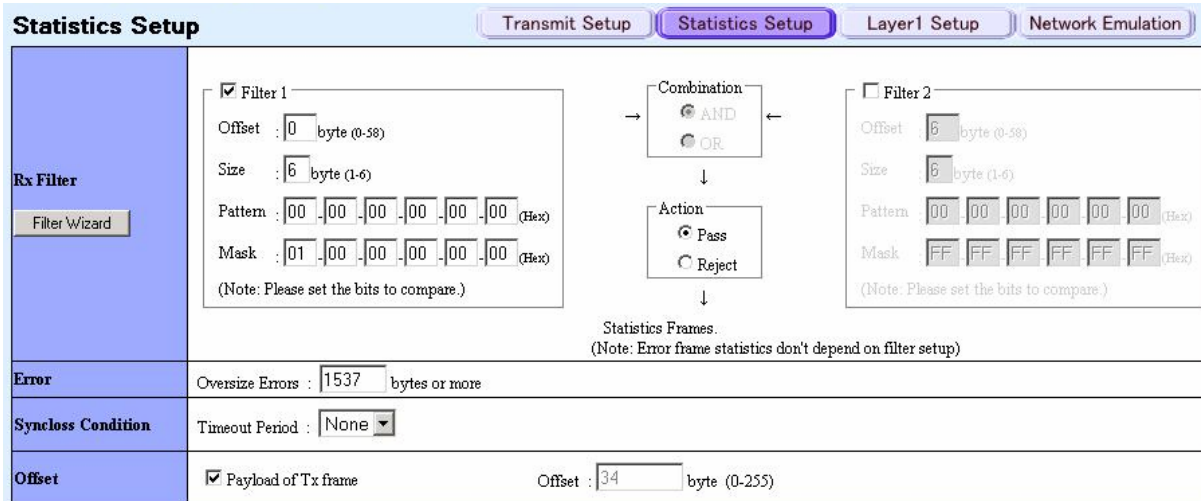 Statistics Setup
Transmit Setup
Statistics Setup
Layer1 Setup
Network Emulation
Rx Filter
Filter Wizard
Filter 1
Offset : 0 byte (0-58)
Size : 6 byte (1-6)
Pattern : 00 -00 -00 -00 -00 -00 (Hex)
Mask : 01 -00 -00 -00 -00 -00 (Hex)
(Note: Please set the bits to compare.)
→
Combination
AND
OR
←
↓
Action
Pass
Reject
↓
Filter 2
Offset : 6 byte (0-58)
Size : 6 byte (1-6)
Pattern : 00 -00 -00 -00 -00 -00 (Hex)
Mask : FF -FF -FF -FF -FF -FF (Hex)
(Note: Please set the bits to compare.)
Statistics Frames.
(Note: Error frame statistics don't depend on filter setup)
Error
Oversize Errors : 1537 bytes or more
Syncloss Condition
Timeout Period : None
Offset
Payload of Tx frame
Offset : 34 byte (0-255)